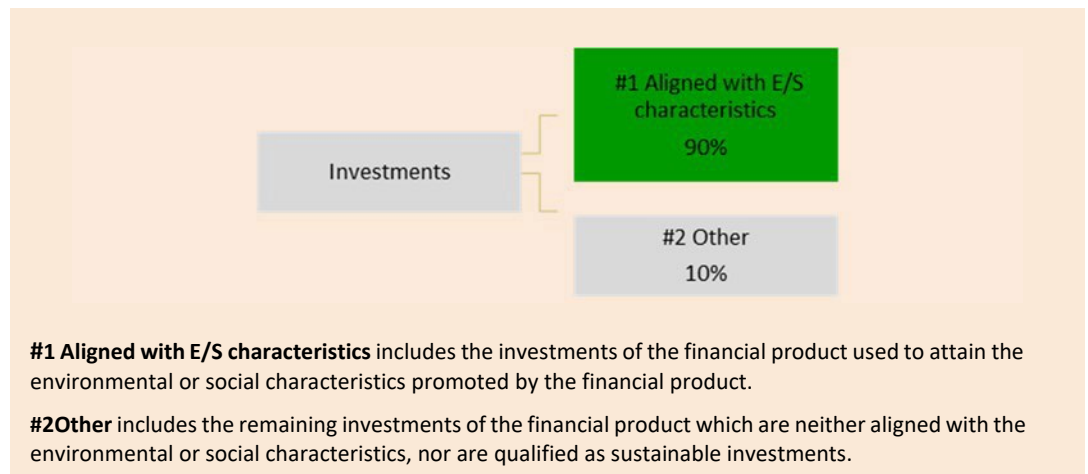 #1 Aligned with E/S
characteristics
90%
Investments
#2 Other
10%
#1 Aligned with E/S characteristics includes the investments of the financial product used to attain the
environmental or social characteristics promoted by the financial product.
#2Other includes the remaining investments of the financial product which are neither aligned with the
environmental or social characteristics, nor are qualified as sustainable investments.